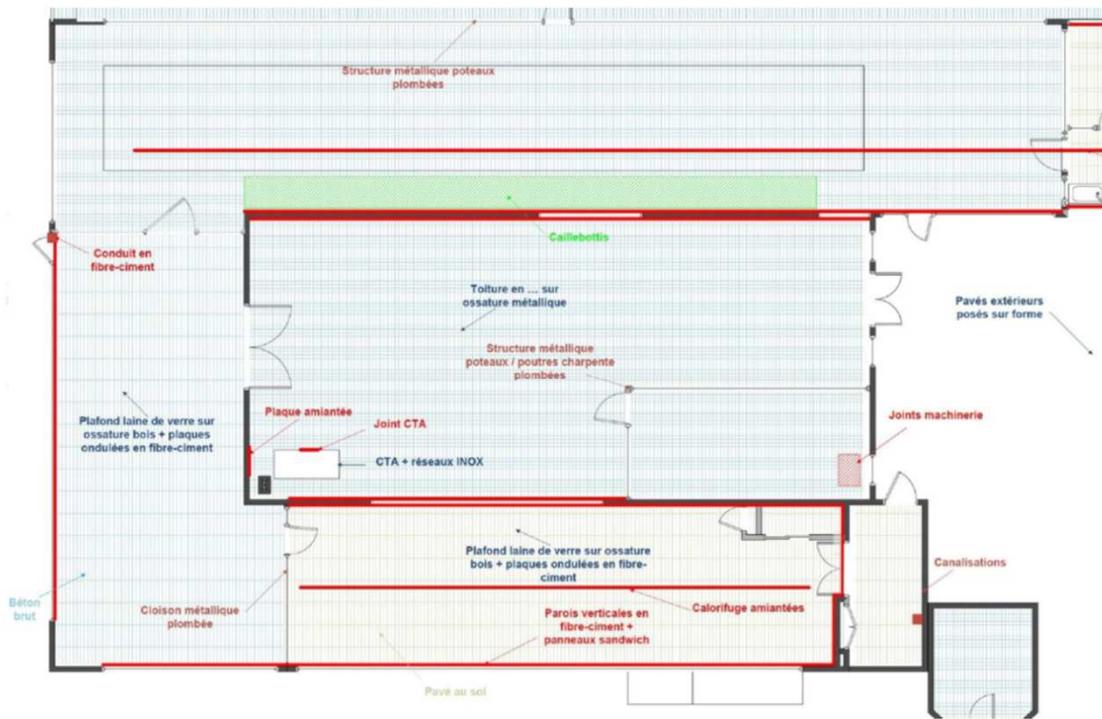 Structure métallique poteaux
plombées
Caillebottis
Conduit en
fibre-ciment
Toiture en ... sur
ossature métallique
Pavés extérieurs
posés sur forme
Structure métallique
poteaux / poutres charpente
plombées
Plaque amiantée
Joint CTA
Joints machinerie
Plafond laine de verre sur
ossature bois + plaques
ondulées en fibre-ciment
CTA + réseaux INOX
Plafond laine de verre sur ossature
bois + plaques ondulées en fibre-
ciment
Canalisations
Béton
brut
Cloison métallique
plombée
Calorifuge amiantées
Parois verticales en
fibre-ciment +
panneaux sandwich
Pavé au sol